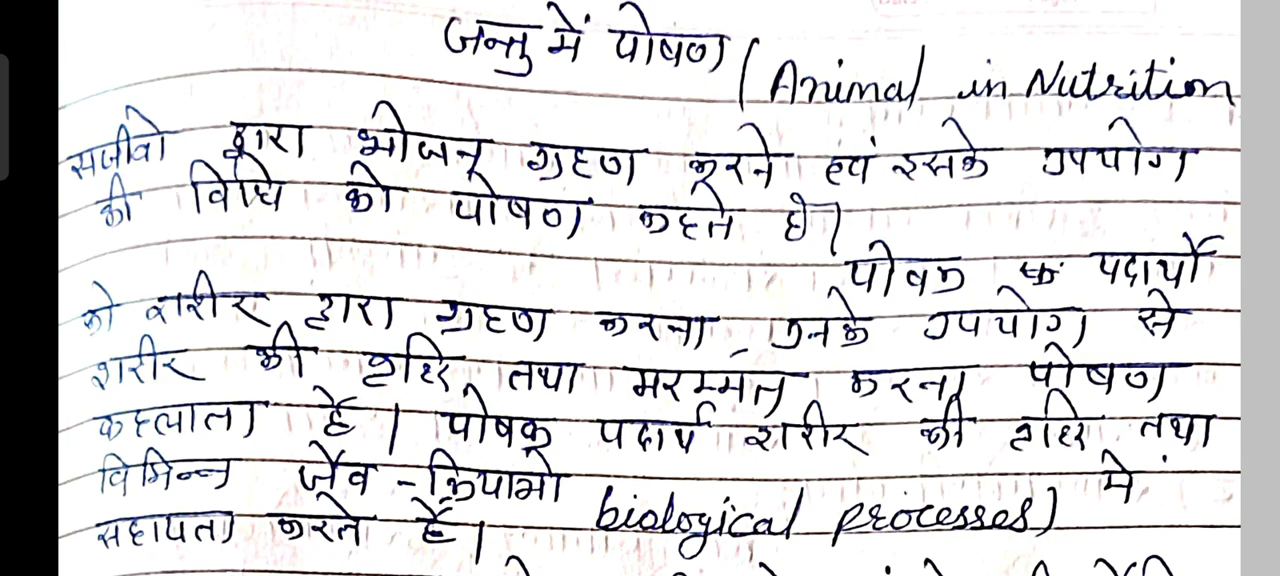 जन्तु में पोषण (Animal in Nutrition
सजीवो द्वारा भोजन ग्रहण करने एवं इसके उपयोग
की विधि को पोषण कहते है।
पोषक पदार्थो
को शरीर द्वारा ग्रहण करना, उनके उपयोग से
शरीर की वृद्धि तथा मरम्मत करना पोषण
कहलाता है। पोषक पदार्थ शरीर की वृद्धि तथा
विभिन्न जैव-क्रियाओ biological processes) में
सहायता करते हैं।